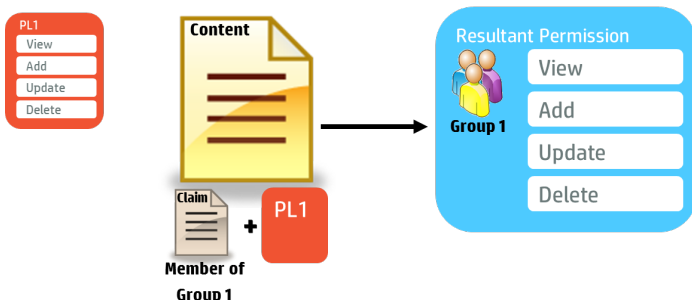 PL1
View
Add
Update
Delete
Content
Claim
PL1
+
Member of
Group 1
Resultant Permission
Group 1
View
Add
Update
Delete